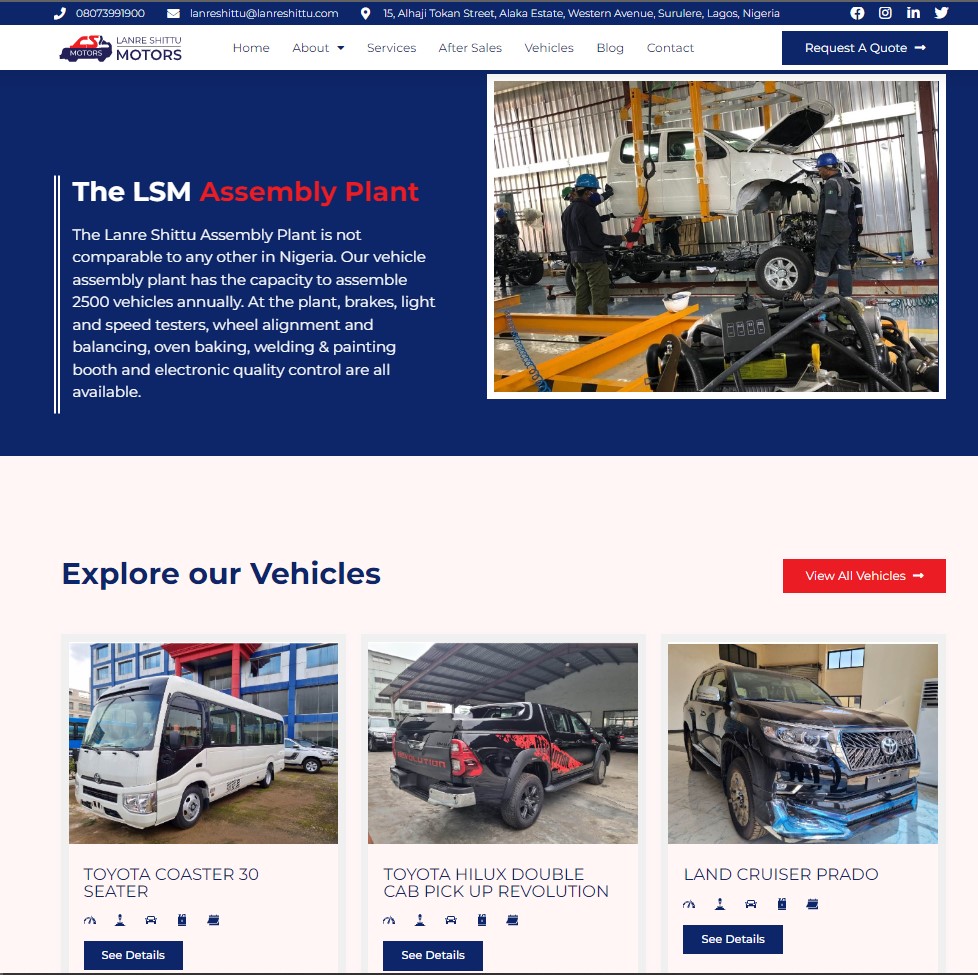 08073991900 lanreshittu@lanreshittu.com 15, Alhaji Tokan Street, Alaka Estate, Western Avenue, Surulere, Lagos, Nigeria
LANRE SHITTU
MOTORS
MOTORS
Home About Services After Sales Vehicles Blog Contact
Request A Quote
The LSM Assembly Plant
The Lanre Shittu Assembly Plant is not
comparable to any other in Nigeria. Our vehicle
assembly plant has the capacity to assemble
2500 vehicles annually. At the plant, brakes, light
and speed testers, wheel alignment and
balancing, oven baking, welding & painting
booth and electronic quality control are all
available.
Explore our Vehicles
View All Vehicles
REVOLUTION
TOYOTA COASTER 30
SEATER
TOYOTA HILUX DOUBLE
CAB PICK UP REVOLUTION
LAND CRUISER PRADO
See Details
See Details
See Details